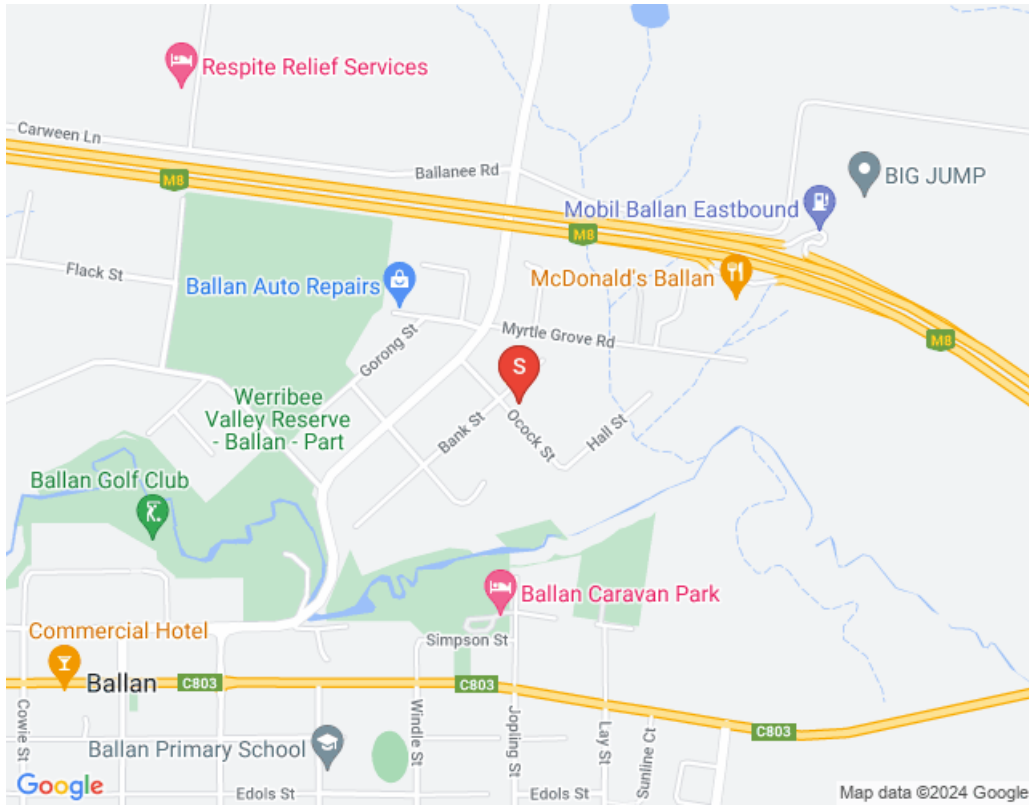 Respite Relief Services
Carween Ln
Ballanee Rd
M8
BIG JUMP
Mobil Ballan Eastbound
M8
Flack St
Ballan Auto Repairs
McDonald's Ballan
Gorong St
Myrtle Grove Rd
M8
S
Werribee
Valley Reserve
- Ballan - Part
Bank St
Ocock St
Hall St
Ballan Golf Club
Ballan Caravan Park
Commercial Hotel
Simpson St
Ballan
C803
C803
Cowie St
Windle St
Jopling St
Lay St
Sunline Ct
C803
Ballan Primary School
Google
Edols St
Edols St
Map data ©2024 Google